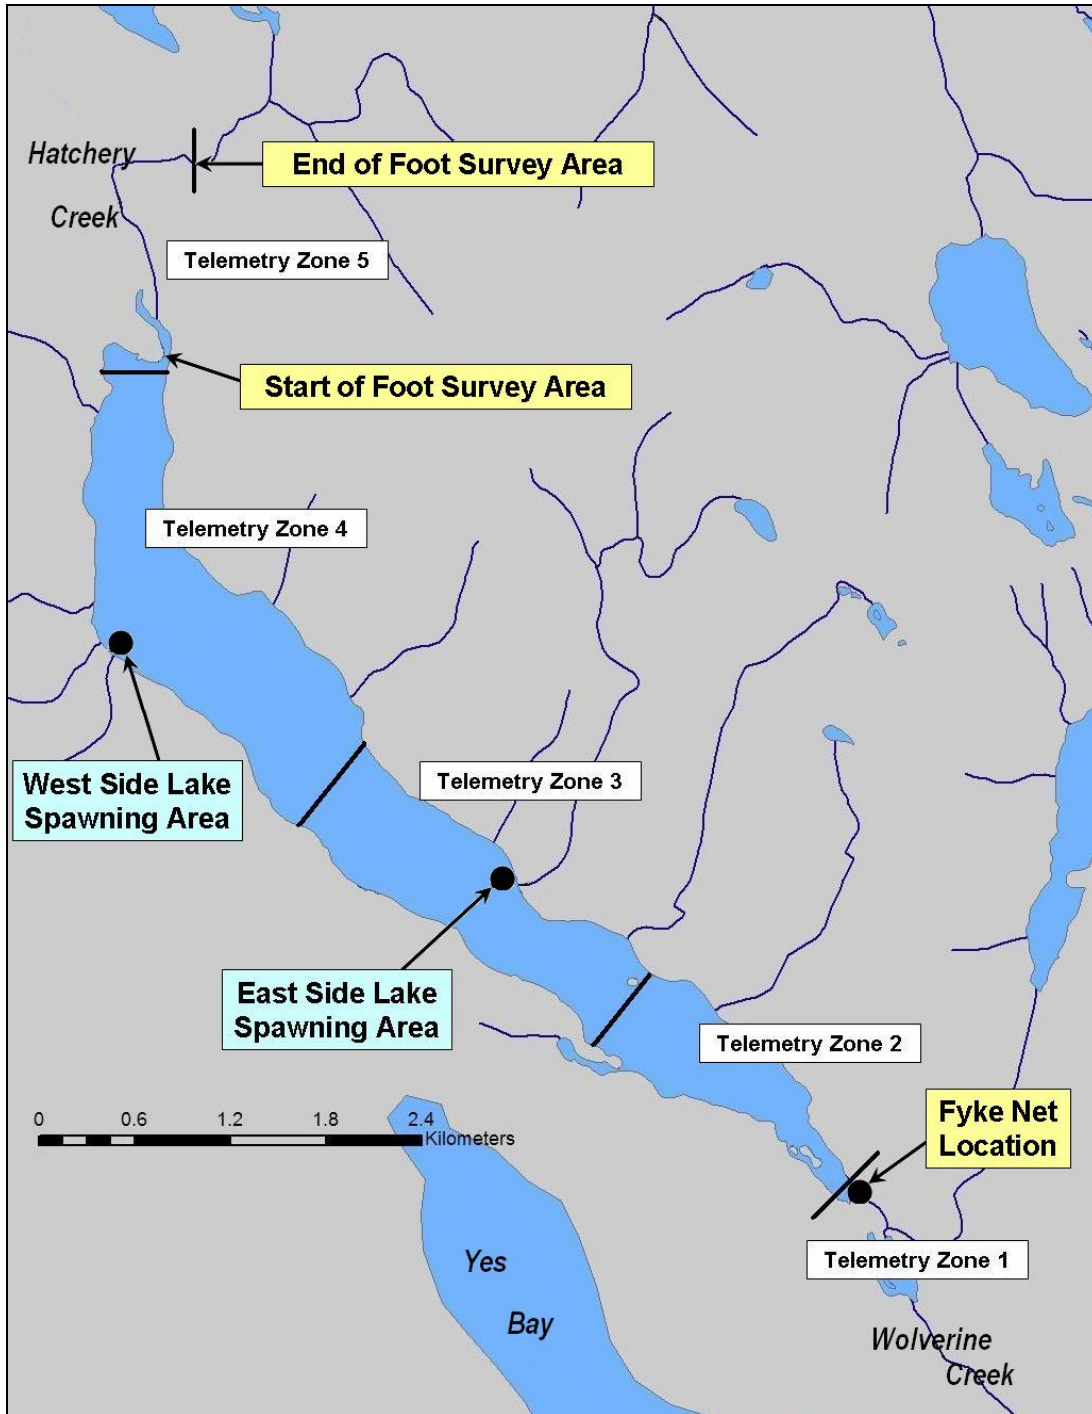 Hatchery
Creek
End of Foot Survey Area
Telemetry Zone 5
Start of Foot Survey Area
Telemetry Zone 4
West Side Lake
Spawning Area
Telemetry Zone 3
East Side Lake
Spawning Area
Telemetry Zone 2
0 0.6 1.2 1.8 2.4
Kilometers
Fyke Net
Location
Yes
Bay
Telemetry Zone 1
Wolverine
Creek